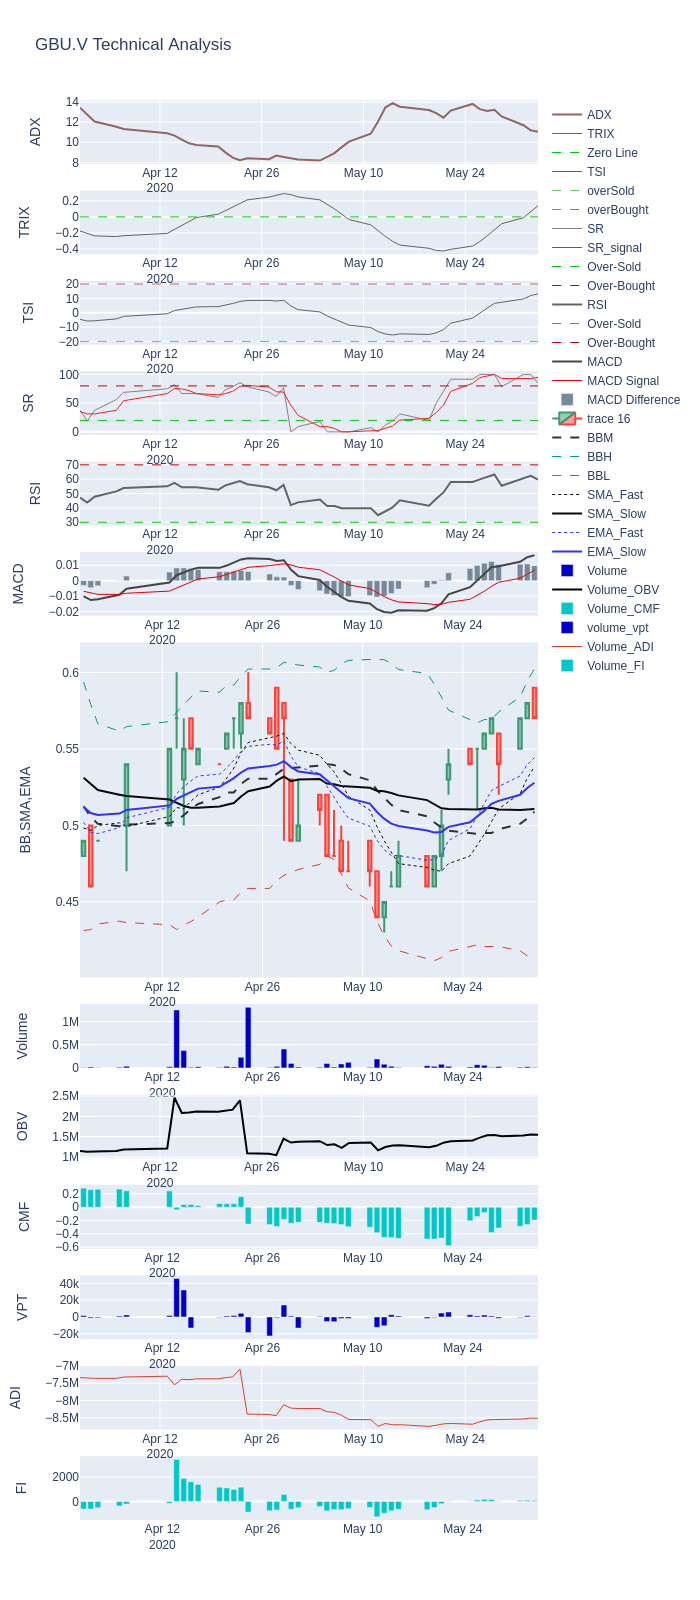 GBU.V Technical Analysis
ADX
14
12
10
8
Apr 12
2020
Apr 26
May 10
May 24
TRIX
0.2
0
−0.2
−0.4
Apr 12
2020
Apr 26
May 10
May 24
TSI
20
10
0
−10
−20
Apr 12
2020
Apr 26
May 10
May 24
SR
100
50
0
Apr 12
2020
Apr 26
May 10
May 24
RSI
70
60
50
40
30
Apr 12
2020
Apr 26
May 10
May 24
MACD
0.01
0
−0.01
−0.02
Apr 12
2020
Apr 26
May 10
May 24
BB,SMA,EMA
0.6
0.55
0.5
0.45
Apr 12
2020
Apr 26
May 10
May 24
Volume
1M
0.5M
0
Apr 12
2020
Apr 26
May 10
May 24
OBV
2.5M
2M
1.5M
1M
Apr 12
2020
Apr 26
May 10
May 24
CMF
0.2
0
−0.2
−0.4
−0.6
Apr 12
2020
Apr 26
May 10
May 24
VPT
40k
20k
0
−20k
Apr 12
2020
Apr 26
May 10
May 24
ADI
−7M
−7.5M
−8M
−8.5M
Apr 12
2020
Apr 26
May 10
May 24
FI
2000
0
Apr 12
2020
Apr 26
May 10
May 24
ADX
TRIX
Zero Line
TSI
overSold
overBought
SR
SR_signal
Over-Sold
Over-Bought
RSI
Over-Sold
Over-Bought
MACD
MACD Signal
MACD Difference
trace 16
BBM
BBH
BBL
SMA_Fast
SMA_Slow
EMA_Fast
EMA_Slow
Volume
Volume_OBV
Volume_CMF
volume_vpt
Volume_ADI
Volume_FI